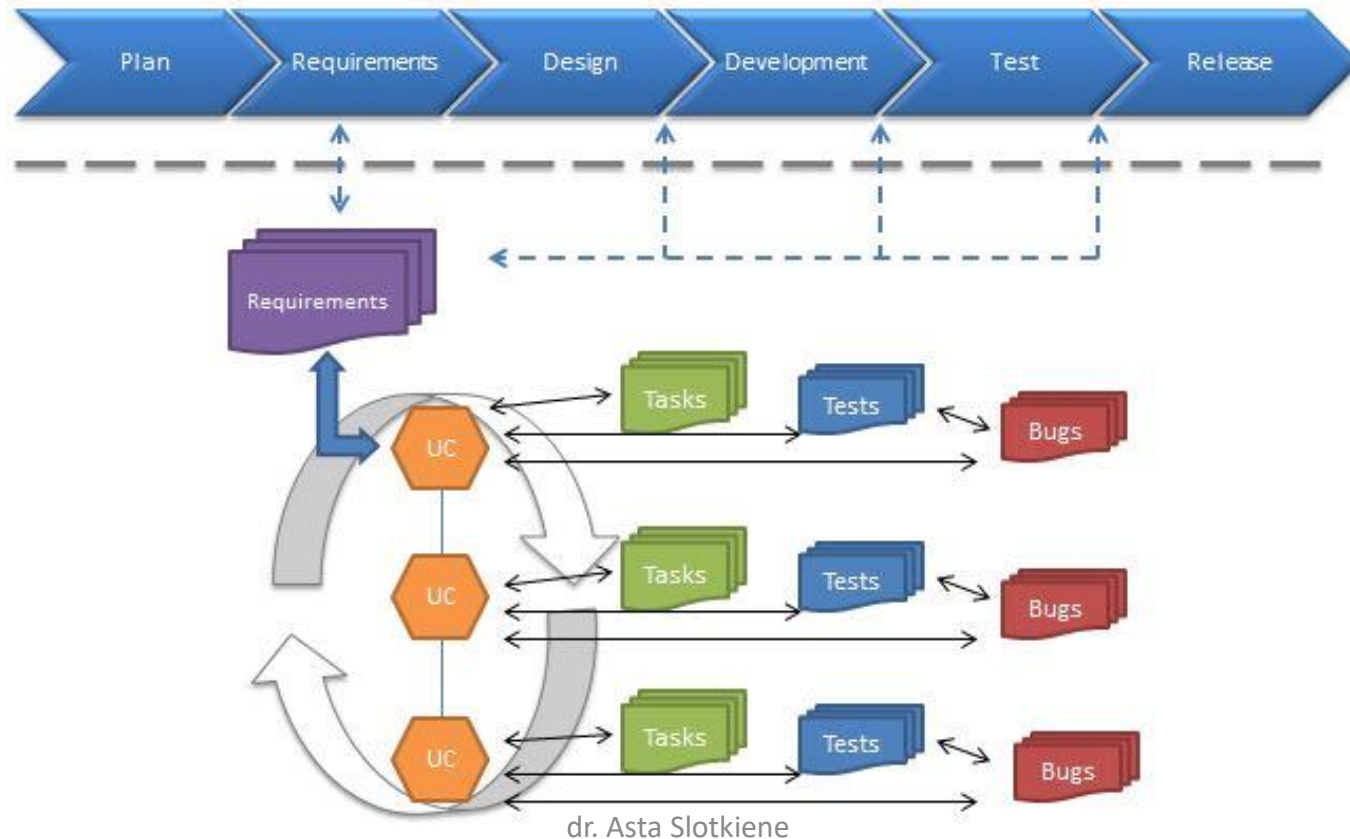 Plan
Requirements
Design
Development
Test
Release
Requirements
UC
Tasks
Tests
Bugs
UC
Tasks
Tests
Bugs
UC
Tasks
Tests
Bugs
dr. Asta Slotkiene